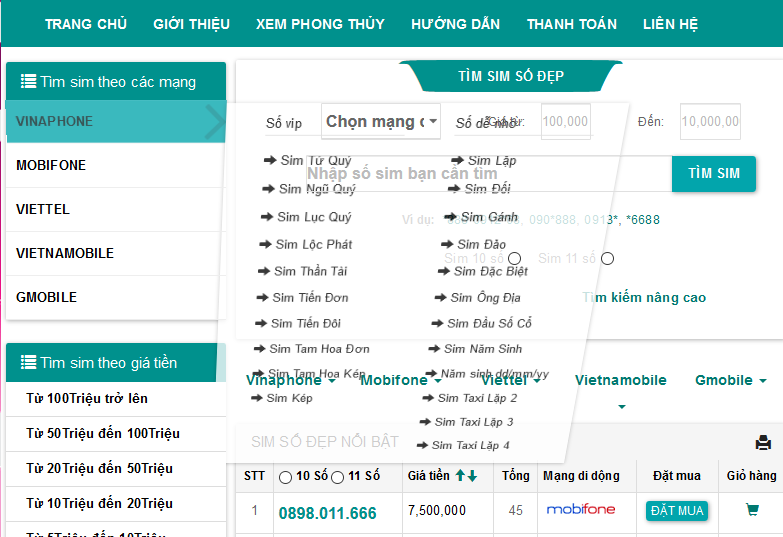 TRANG CHỦ GIỚI THIỆU XEM PHONG THỦY HƯỚNG DẪN THANH TOÁN LIÊN HỆ
Tìm sim theo các mạng
VINAPHONE
MOBIFONE
VIETTEL
VIETNAMOBILE
GMOBILE
Tìm sim theo giá tiền
Từ 100Triệu trở lên
Từ 50Triệu đến 100Triệu
Từ 20Triệu đến 50Triệu
Từ 10Triệu đến 20Triệu
Từ 5Triệu đến 10Triệu
TÌM SIM SỐ ĐẸP
Chọn mạng Giá từ: 100,000 Đến: 10,000,00
Nhập số sim bạn cần tìm TÌM SIM
Ví dụ: 090*888, 0913*, *6688
Sim 10 số Sim 11 số
Tìm kiếm nâng cao
Số vip
Sim Tứ Quý
Sim Ngũ Quý
Sim Lục Quý
Sim Lộc Phát
Sim Thần Tài
Sim Tiến Đơn
Sim Tiến Đôi
Sim Tam Hoa Đơn
Sim Tam Hoa Kép
Sim Kép
Số dễ nhớ
Sim Lặp
Sim Đối
Sim Gánh
Sim Đảo
Sim Đặc Biệt
Sim Ông Địa
Sim Đầu Số Cổ
Sim Năm Sinh
Năm sinh dd/mm/yy
Sim Taxi Lặp 2
Sim Taxi Lặp 3
Sim Taxi Lặp 4
Vinaphone Mobifone Viettel Vietnamobile Gmobile
SIM SỐ ĐẸP NỔI BẬT
STT 10 Số 11 Số Giá tiền Tổng Mạng di động Đặt mua Giỏ hàng
1 0898.011.666 7,500,000 45 mobifone ĐẶT MUA